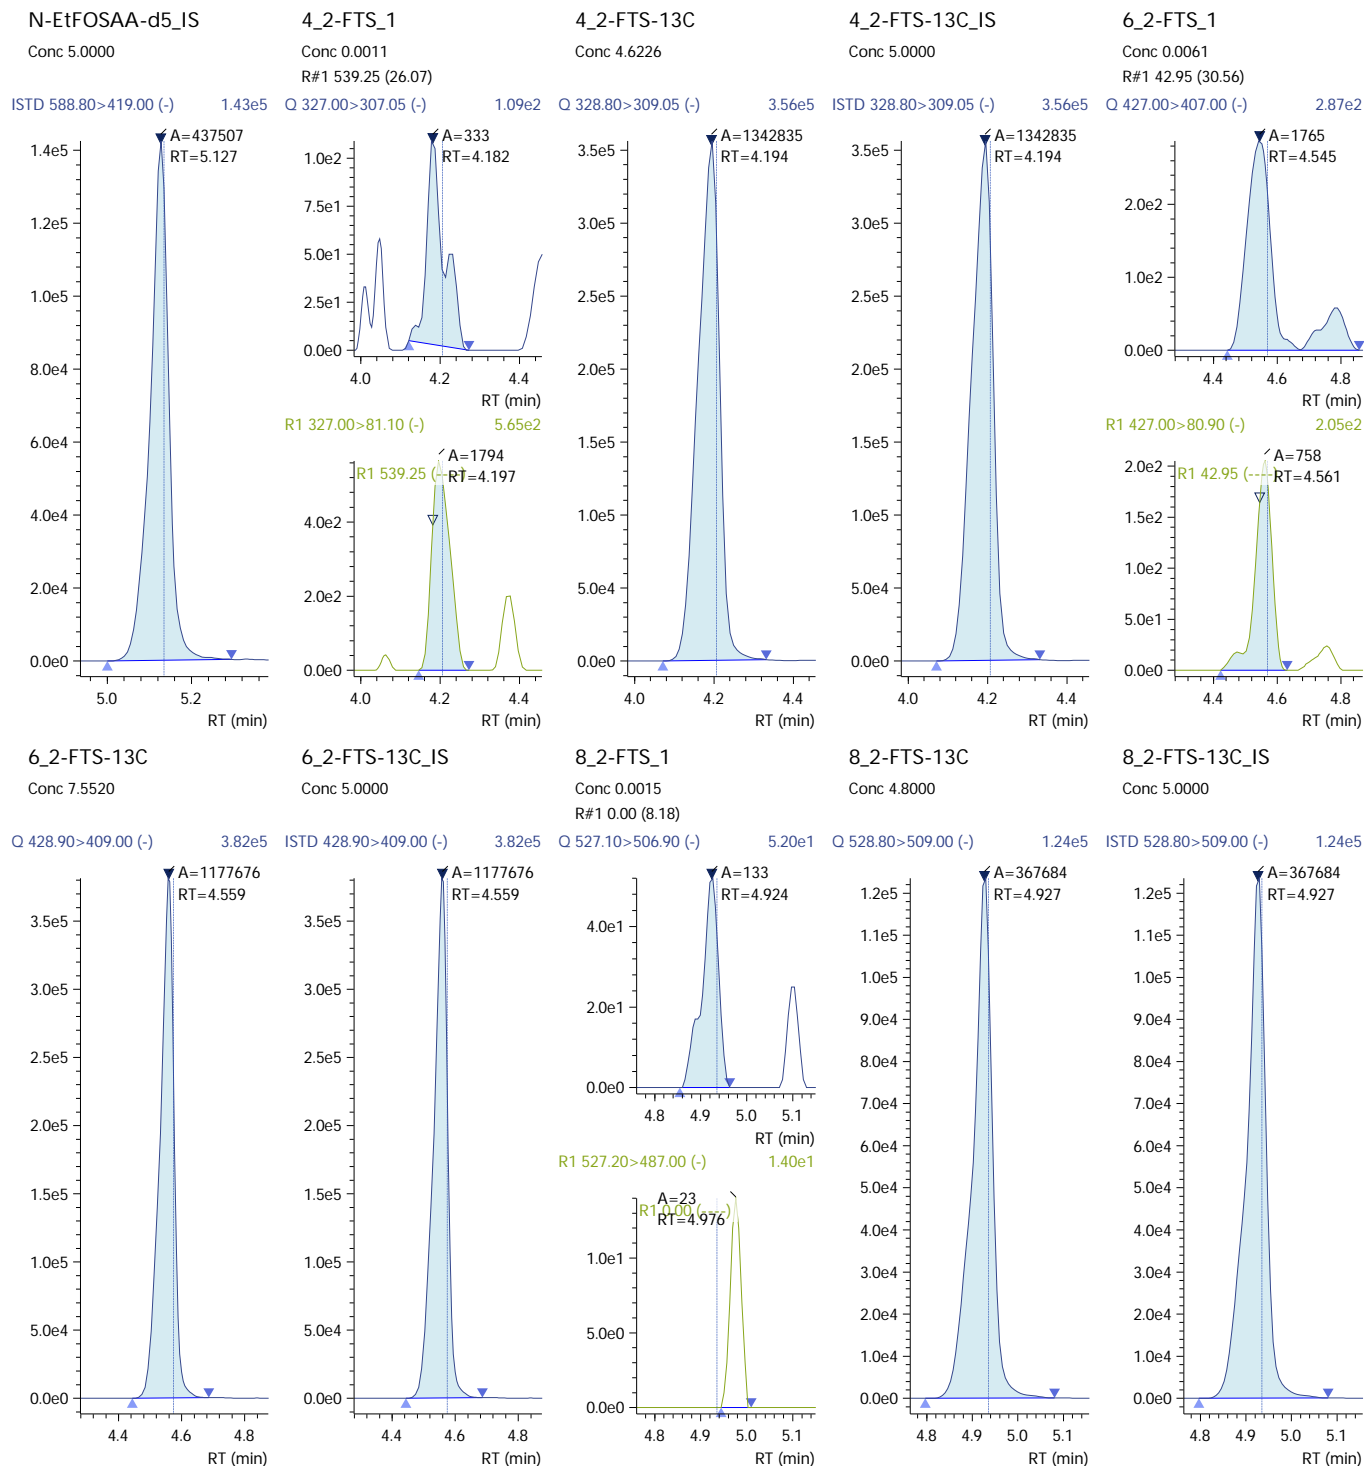 N-EtFOSAA-d5_IS
Conc 5.0000
ISTD 588.80>419.00 (-) 1.43e5
A=437507
RT=5.127
1.4e5
1.2e5
1.0e5
8.0e4
6.0e4
4.0e4
2.0e4
0.0e0
5.0 5.2
RT (min)
4_2-FTS_1
Conc 0.0011
R#1 539.25 (26.07)
Q 327.00>307.05 (-) 1.09e2
A=333
RT=4.182
1.0e2
7.5e1
5.0e1
2.5e1
0.0e0
4.0 4.2 4.4
RT (min)
R1 327.00>81.10 (-) 5.65e2
A=1794
R1 539.25 (----)
RT=4.197
4.0e2
2.0e2
0.0e0
4.0 4.2 4.4
RT (min)
4_2-FTS-13C
Conc 4.6226
Q 328.80>309.05 (-) 3.56e5
A=1342835
RT=4.194
3.5e5
3.0e5
2.5e5
2.0e5
1.5e5
1.0e5
5.0e4
0.0e0
4.0 4.2 4.4
RT (min)
4_2-FTS-13C_IS
Conc 5.0000
ISTD 328.80>309.05 (-) 3.56e5
A=1342835
RT=4.194
3.5e5
3.0e5
2.5e5
2.0e5
1.5e5
1.0e5
5.0e4
0.0e0
4.0 4.2 4.4
RT (min)
6_2-FTS_1
Conc 0.0061
R#1 42.95 (30.56)
Q 427.00>407.00 (-) 2.87e2
A=1765
RT=4.545
2.0e2
1.0e2
0.0e0
4.4 4.6 4.8
RT (min)
R1 427.00>80.90 (-) 2.05e2
A=758
R1 42.95 (----)
RT=4.561
2.0e2
1.5e2
1.0e2
5.0e1
0.0e0
4.4 4.6 4.8
RT (min)
6_2-FTS-13C
Conc 7.5520
Q 428.90>409.00 (-) 3.82e5
A=1177676
RT=4.559
3.5e5
3.0e5
2.5e5
2.0e5
1.5e5
1.0e5
5.0e4
0.0e0
4.4 4.6 4.8
RT (min)
6_2-FTS-13C_IS
Conc 5.0000
ISTD 428.90>409.00 (-) 3.82e5
A=1177676
RT=4.559
3.5e5
3.0e5
2.5e5
2.0e5
1.5e5
1.0e5
5.0e4
0.0e0
4.4 4.6 4.8
RT (min)
8_2-FTS_1
Conc 0.0015
R#1 0.00 (8.18)
Q 527.10>506.90 (-) 5.20e1
A=133
RT=4.924
4.0e1
2.0e1
0.0e0
4.8 4.9 5.0 5.1
RT (min)
R1 527.20>487.00 (-) 1.40e1
A=23
R1 0.00 (----)
RT=4.976
1.0e1
5.0e0
0.0e0
4.8 4.9 5.0 5.1
RT (min)
8_2-FTS-13C
Conc 4.8000
Q 528.80>509.00 (-) 1.24e5
A=367684
RT=4.927
1.2e5
1.1e5
1.0e5
9.0e4
8.0e4
7.0e4
6.0e4
5.0e4
4.0e4
3.0e4
2.0e4
1.0e4
0.0e0
4.8 4.9 5.0 5.1
RT (min)
8_2-FTS-13C_IS
Conc 5.0000
ISTD 528.80>509.00 (-) 1.24e5
A=367684
RT=4.927
1.2e5
1.1e5
1.0e5
9.0e4
8.0e4
7.0e4
6.0e4
5.0e4
4.0e4
3.0e4
2.0e4
1.0e4
0.0e0
4.8 4.9 5.0 5.1
RT (min)